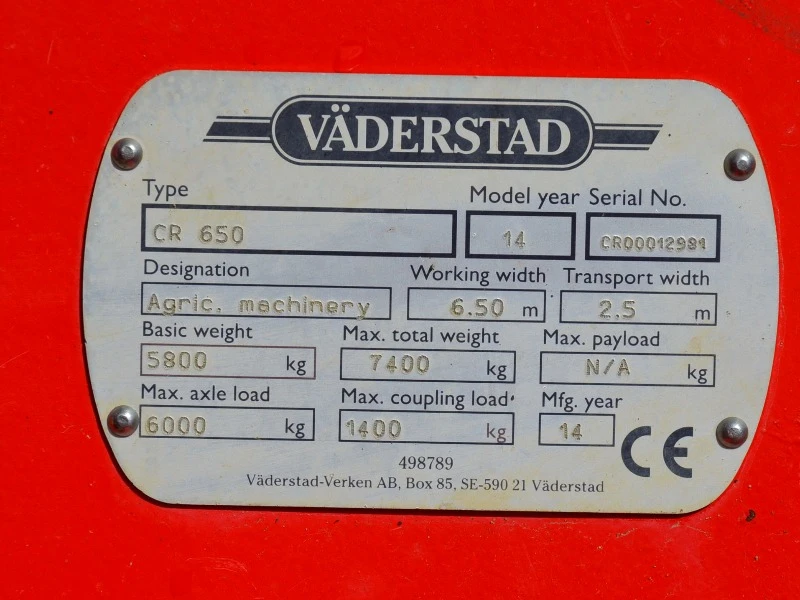 VÄDERSTAD
Type Model year Serial No.
CR 650 14 CR00012981
Designation Working width Transport width
Agric. machinery 6.50 m 2.5 m
Basic weight Max. total weight Max. payload
5800 kg 7400 kg N/A kg
Max. axle load Max. coupling load Mfg. year
6000 kg 1400 kg 14
CE
498789
Väderstad-Verken AB, Box 85, SE-590 21 Väderstad